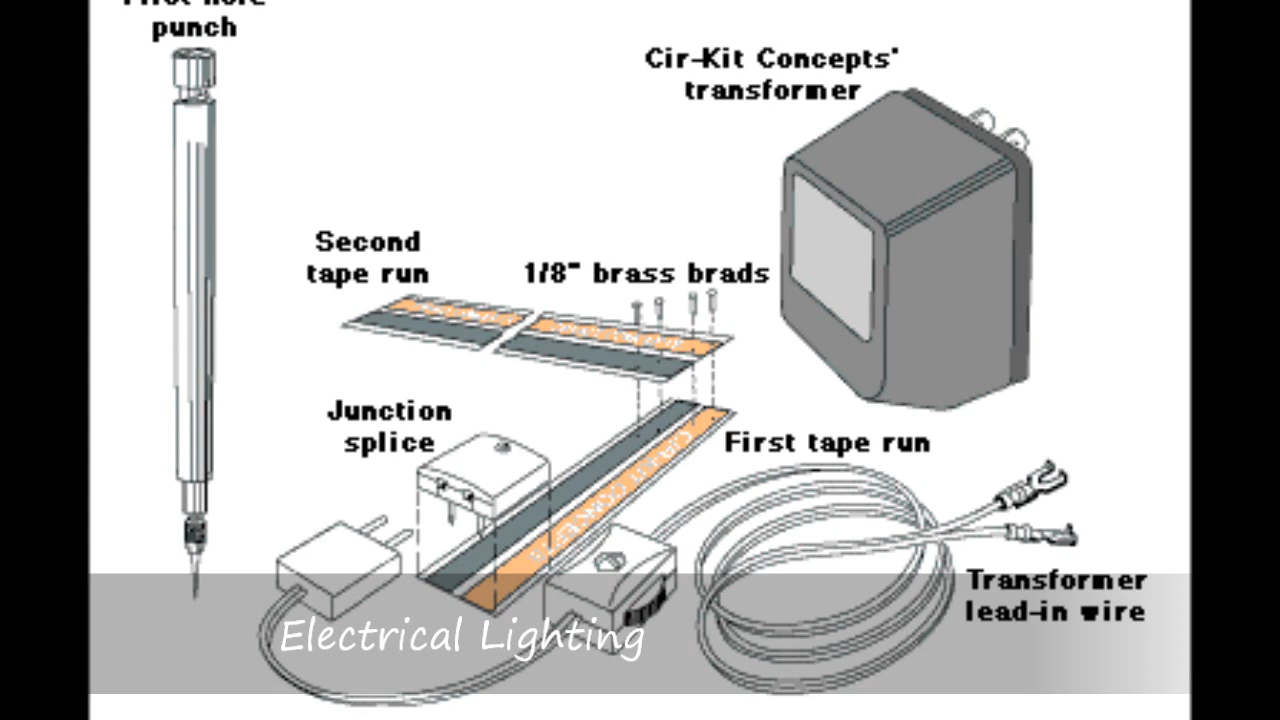 punch
Cir-Kit Concepts'
transformer
Second
tape run
1/8" brass brads
Junction
splice
First tape run
Transformer
lead-in wire
Electrical Lighting